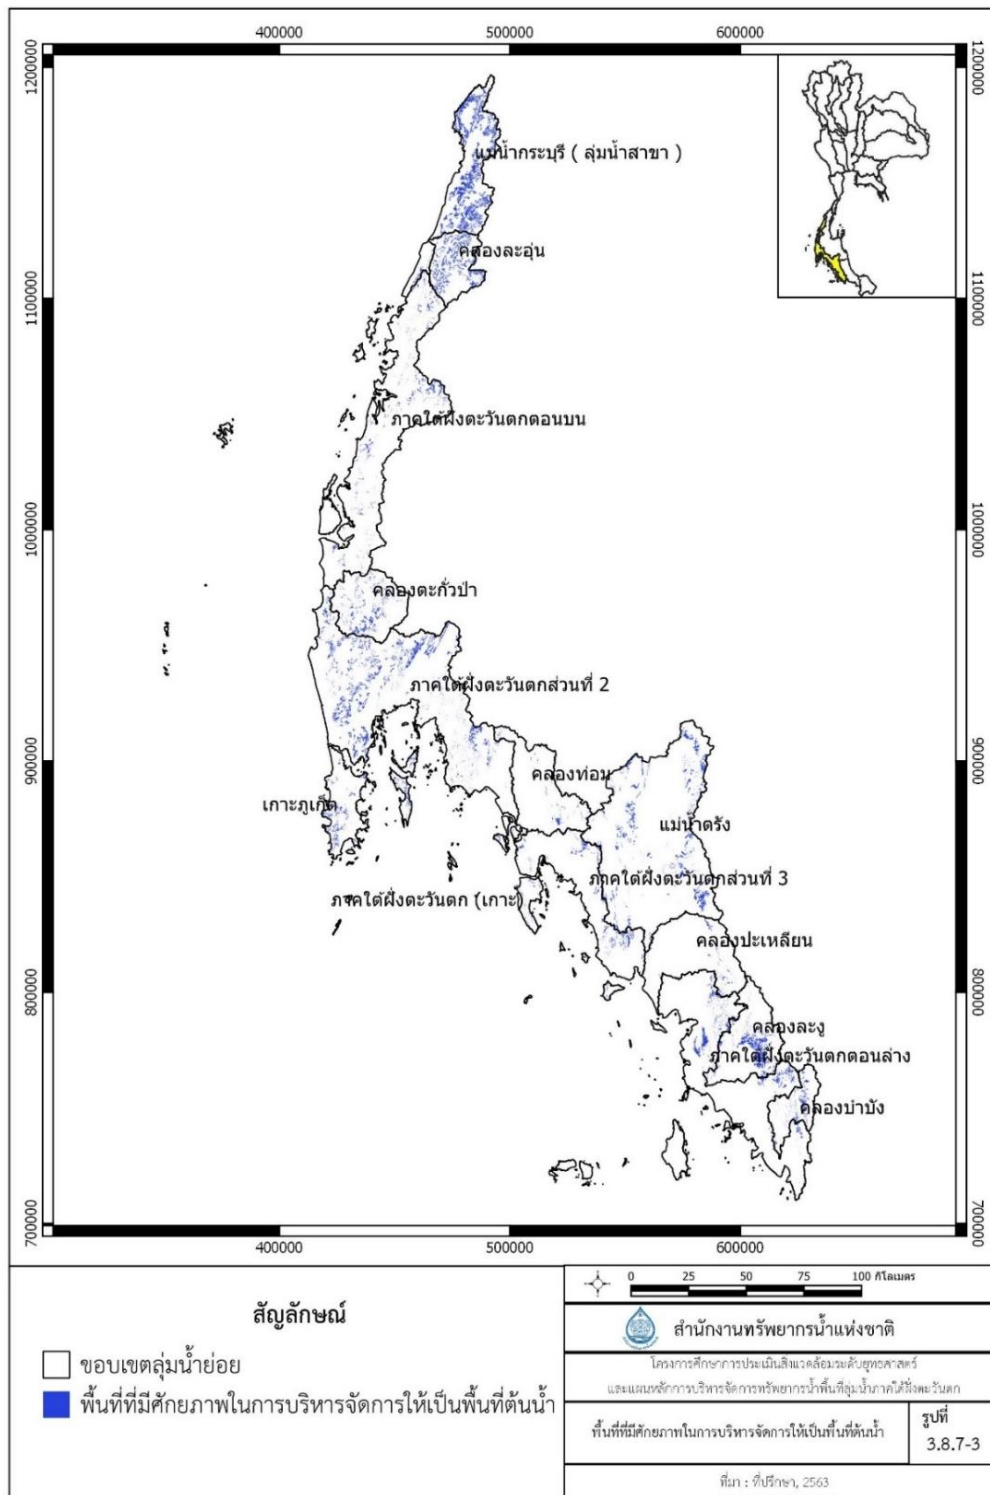 400000 500000 600000
1200000 1200000
แม่น้ำกระบุรี ( ลุ่มน้ำสาขา )
คลองละอุ่น
1100000 1100000
ภาคใต้ฝั่งตะวันตกตอนบน
1000000 1000000
คลองตะกั่วป่า
ภาคใต้ฝั่งตะวันตกส่วนที่ 2
900000 900000
คลองท่อม
เกาะภูเก็ต
แม่น้ำตรัง
ภาคใต้ฝั่งตะวันตกส่วนที่ 3
ภาคใต้ฝั่งตะวันตก (เกาะ)
คลองปะเหลียน
800000 800000
คลองละงู
ภาคใต้ฝั่งตะวันตกตอนล่าง
คลองบำบัง
700000 700000
400000 500000 600000
สัญลักษณ์
ขอบเขตลุ่มน้ำย่อย
พื้นที่ที่มีศักยภาพในการบริหารจัดการให้เป็นพื้นที่ต้นน้ำ
0 25 50 75 100 กิโลเมตร
สำนักงานทรัพยากรน้ำแห่งชาติ
โครงการศึกษาการประเมินสิ่งแวดล้อมระดับยุทธศาสตร์
และแผนหลักการบริหารจัดการทรัพยากรน้ำพื้นที่ลุ่มน้ำภาคใต้ฝั่งตะวันตก
พื้นที่ที่มีศักยภาพในการบริหารจัดการให้เป็นพื้นที่ต้นน้ำ
รูปที่
3.8.7-3
ที่มา : ที่ปรึกษา, 2563